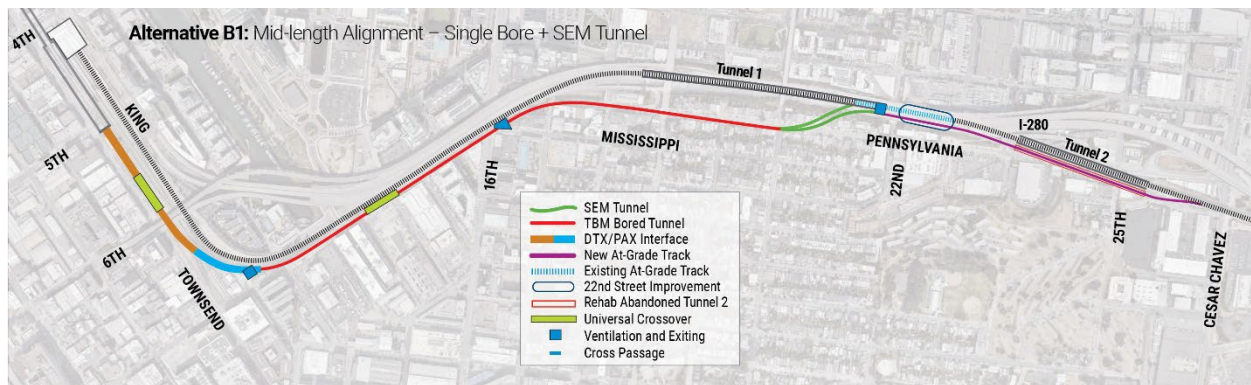 Alternative B1: Mid-length Alignment – Single Bore + SEM Tunnel
4TH
KING
5TH
6TH
TOWNSEND
16TH
Tunnel 1
MISSISSIPPI
PENNSYLVANIA
22ND
I-280
Tunnel 2
25TH
CESAR CHAVEZ
SEM Tunnel
TBM Bored Tunnel
DTX/PAX Interface
New At-Grade Track
Existing At-Grade Track
22nd Street Improvement
Rehab Abandoned Tunnel 2
Universal Crossover
Ventilation and Exiting
Cross Passage